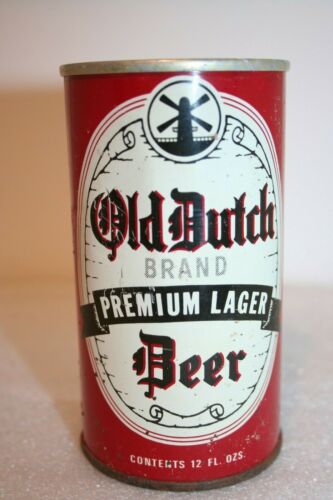 Old Dutch
BRAND
PREMIUM LAGER
Beer
CONTENTS 12 FL. OZS.